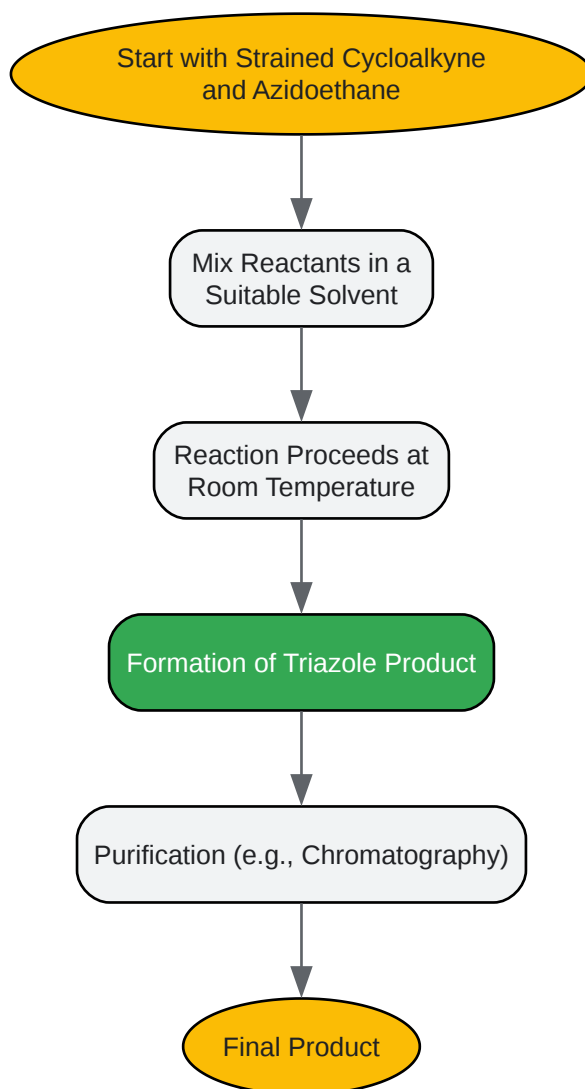 Start with Strained Cycloalkyne
and Azidoethane
Mix Reactants in a
Suitable Solvent
Reaction Proceeds at
Room Temperature
Formation of Triazole Product
Purification (e.g., Chromatography)
Final Product